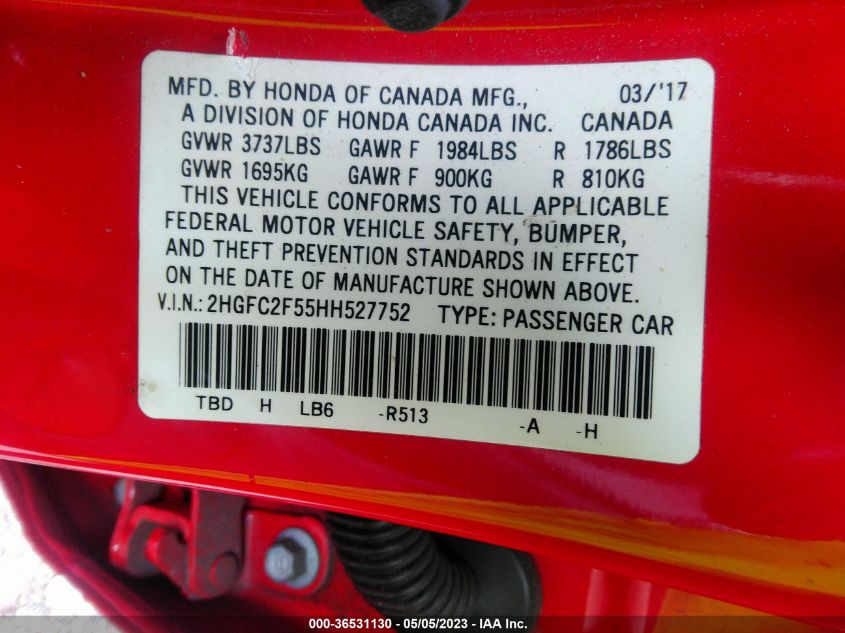 MFD. BY HONDA OF CANADA MFG., 03/'17
A DIVISION OF HONDA CANADA INC. CANADA
GVWR 3737LBS GAWR F 1984LBS R 1786LBS
GVWR 1695KG GAWR F 900KG R 810KG
THIS VEHICLE CONFORMS TO ALL APPLICABLE
FEDERAL MOTOR VEHICLE SAFETY, BUMPER,
AND THEFT PREVENTION STANDARDS IN EFFECT
ON THE DATE OF MANUFACTURE SHOWN ABOVE.
V.I.N.: 2HGFC2F55HH527752 TYPE: PASSENGER CAR
TBD H LB6 -R513 -A -H
000-36531130 - 05/05/2023 - IAA Inc.